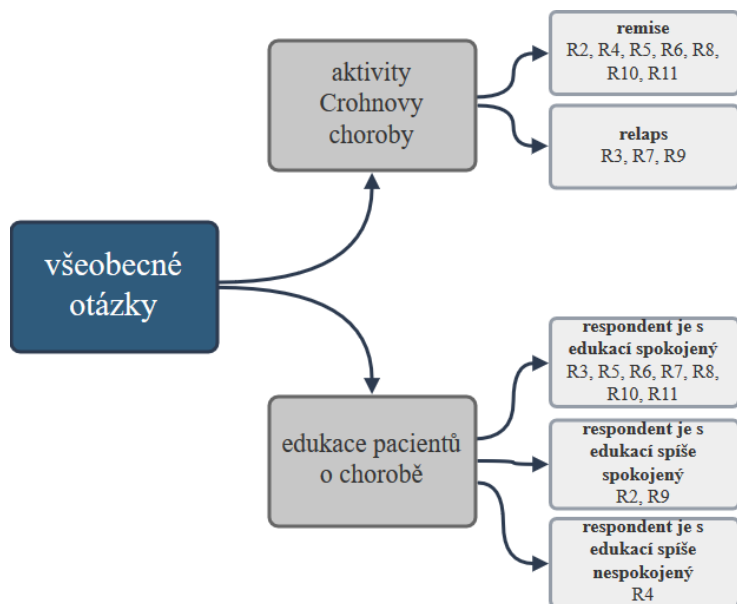 všeobecné
otázky
aktivity
Crohnovy
choroby
remise
R2, R4, R5, R6, R8,
R10, R11
relaps
R3, R7, R9
edukace pacientů
o chorobě
respondent je s
edukací spokojený
R3, R5, R6, R7, R8,
R10, R11
respondent je s
edukací spíše
spokojený
R2, R9
respondent je s
edukací spíše
nespokojený
R4